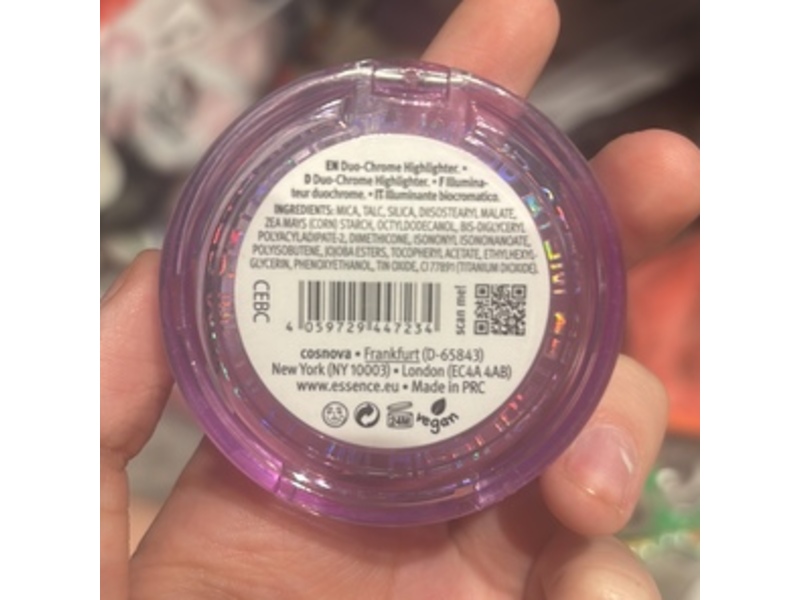 EN Duo-Chrome Highlighter. •
D Duo-Chrome Highlighter. • F Illumina-
teur duochrome. • IT Illuminante biocromatico.
INGREDIENTS: MICA, TALC, SILICA, DIISOSTEARYL MALATE,
ZEA MAYS (CORN) STARCH, OCTYLDODECANOL, BIS-DIGLYCERYL
POLYACYLADIPATE-2, DIMETHICONE, ISONONYL ISONONANOATE,
POLYISOBUTENE, JOJOBA ESTERS, TOCOPHERYL ACETATE, ETHYLHEXYL-
GLYCERIN, PHENOXYETHANOL, TIN OXIDE, CI 77891 (TITANIUM DIOXIDE).
CEBC
4 059729 447234
scan me!
cosnova • Frankfurt (D-65843)
New York (NY 10003) • London (EC4A 4AB)
www.essence.eu • Made in PRC
24M
vegan